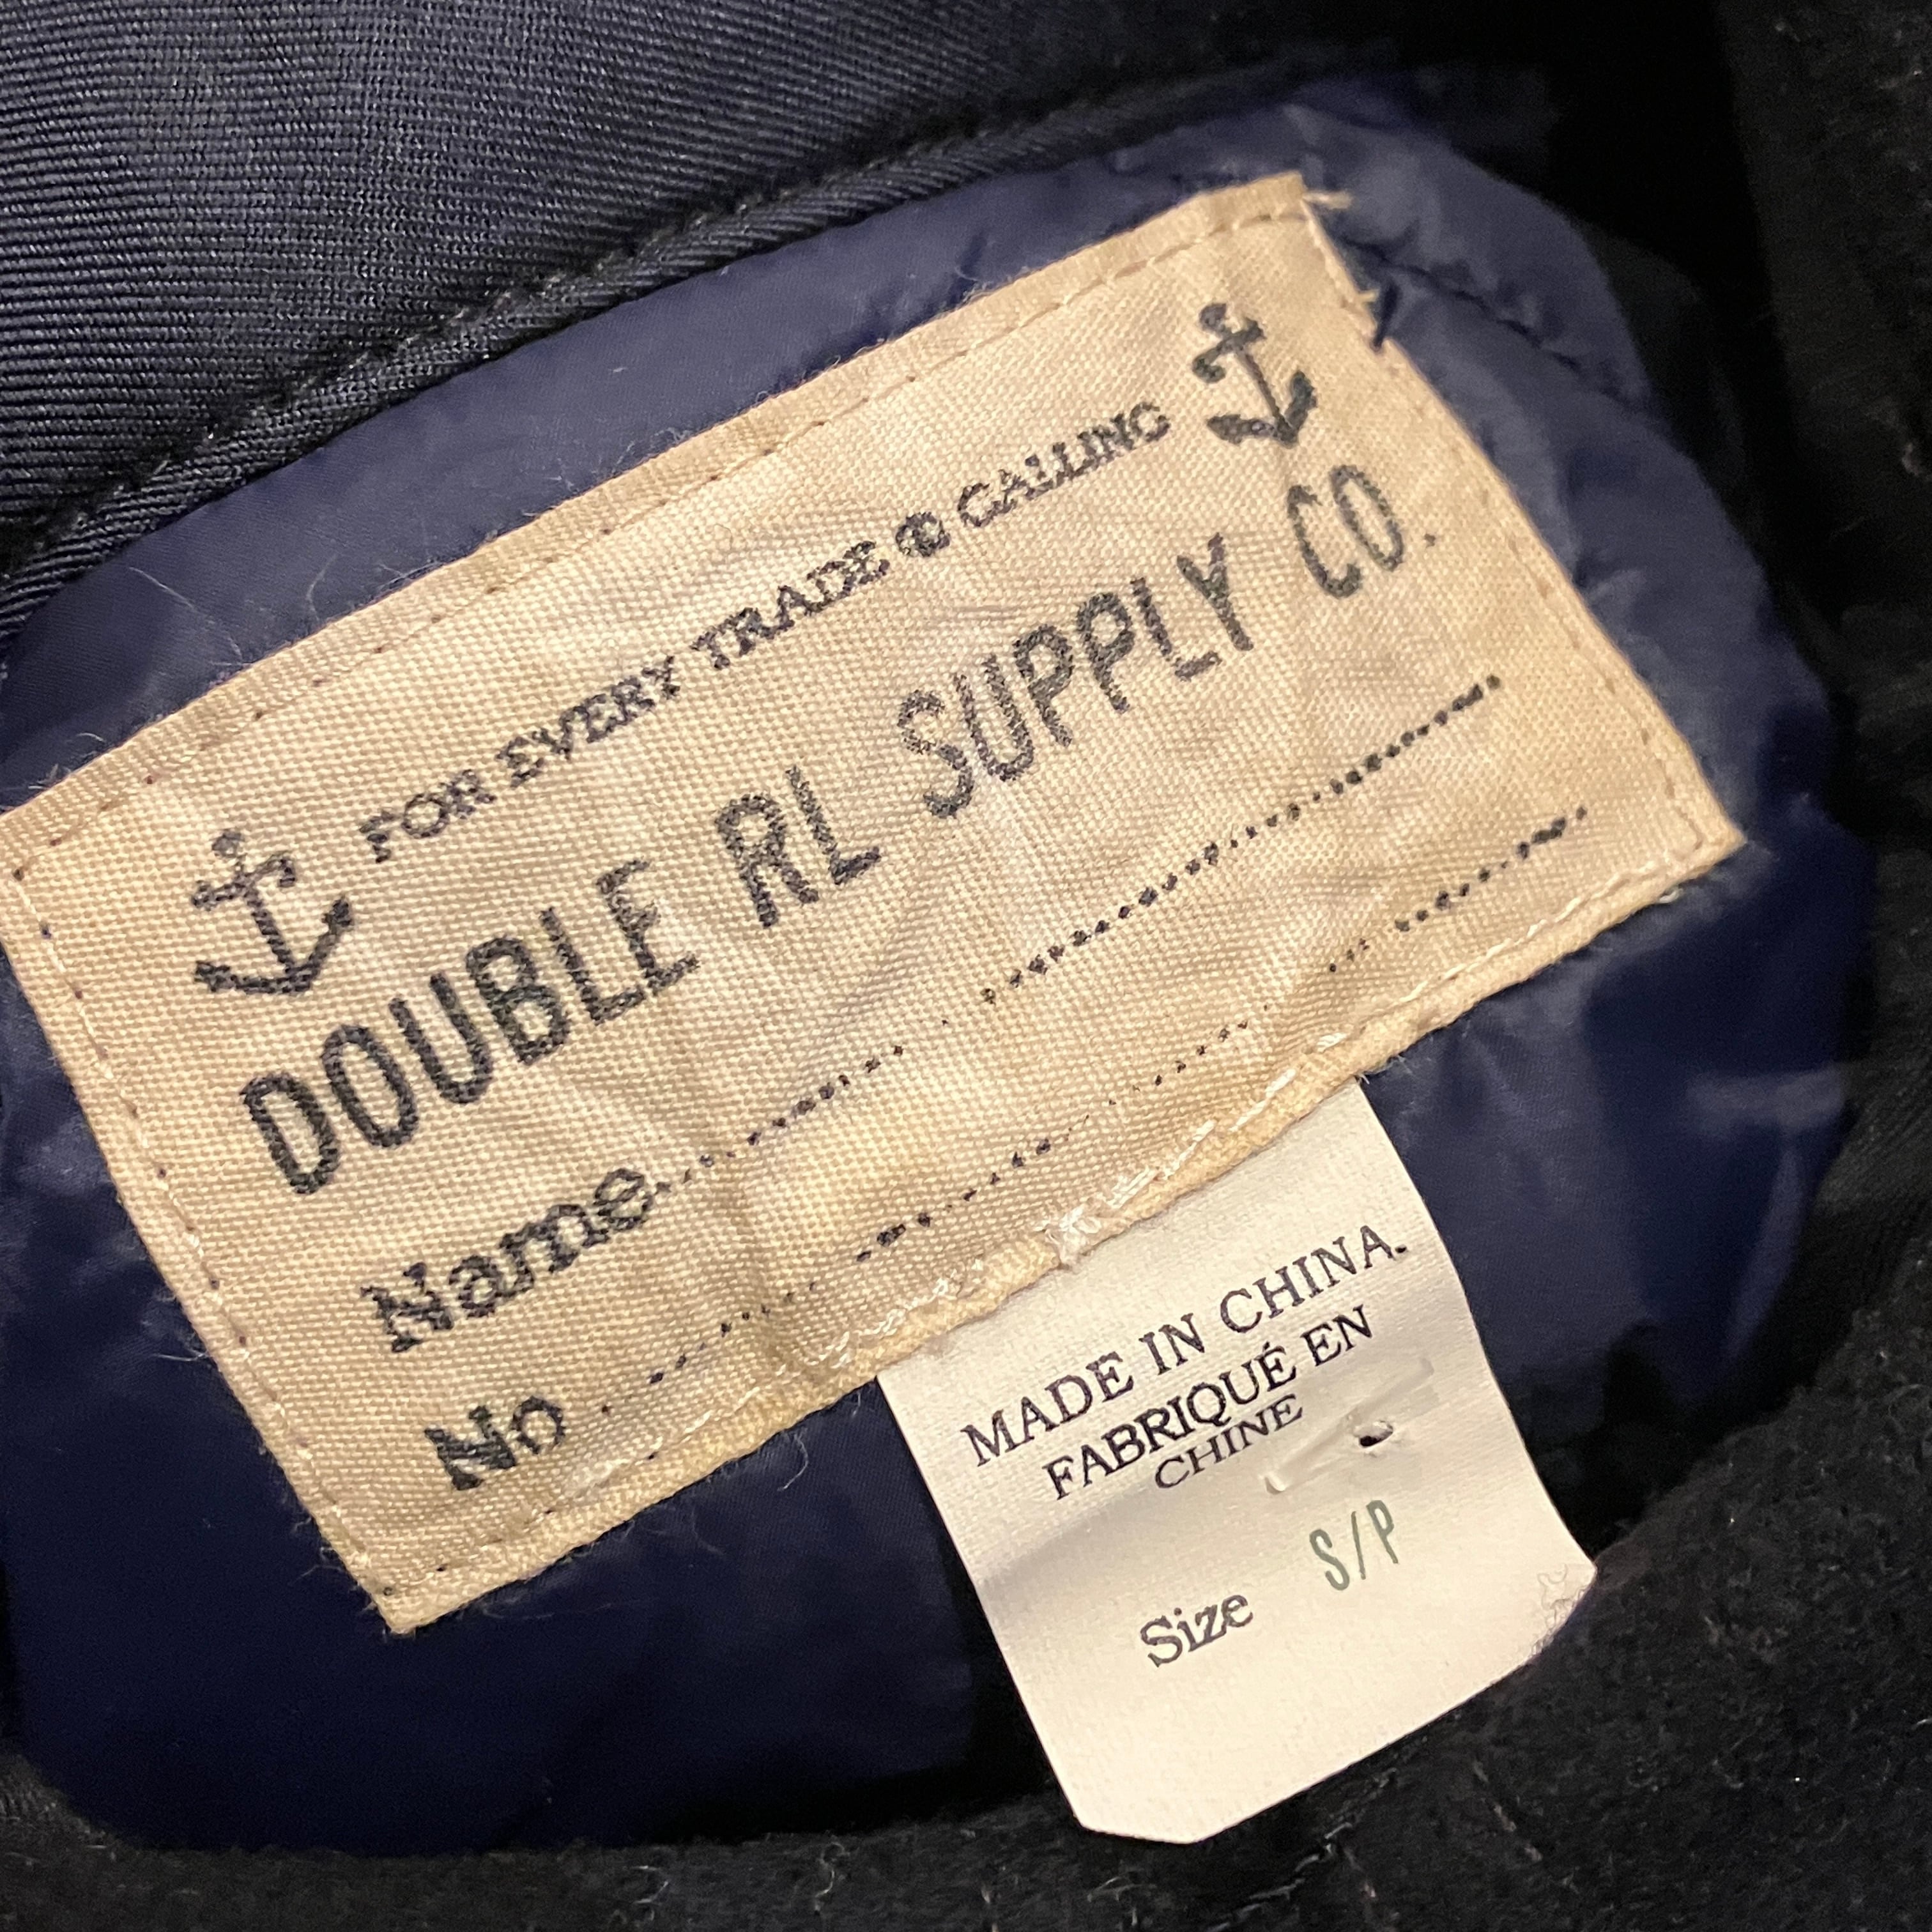 FOR EVERY TRADE & CALLING
DOUBLE RL SUPPLY CO.
Name
No
MADE IN CHINA.
FABRIQUÉ EN
CHINE
S/P
Size